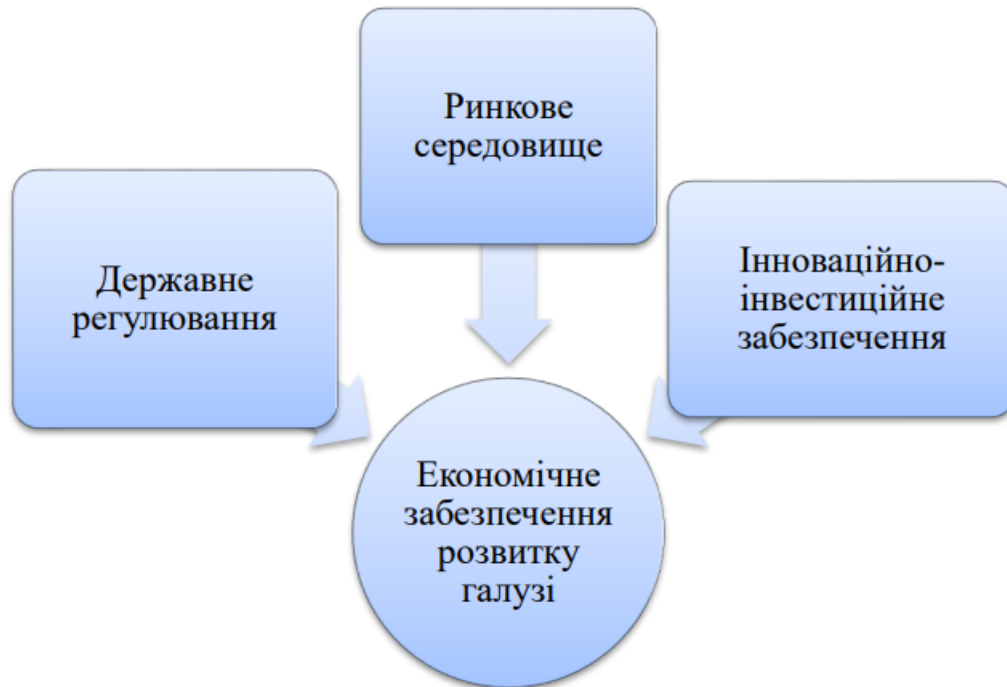 Ринкове
середовище
Державне
регулювання
Інноваційно-
інвестиційне
забезпечення
Економічне
забезпечення
розвитку
галузі